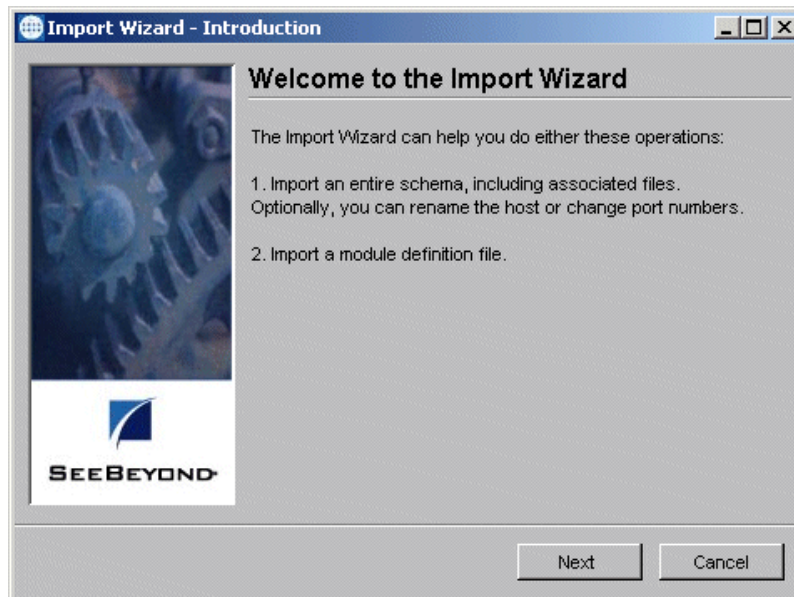 Import Wizard - Introduction
Welcome to the Import Wizard
The Import Wizard can help you do either these operations:
1. Import an entire schema, including associated files.
Optionally, you can rename the host or change port numbers.
2. Import a module definition file.
SEEBEYOND
Next
Cancel